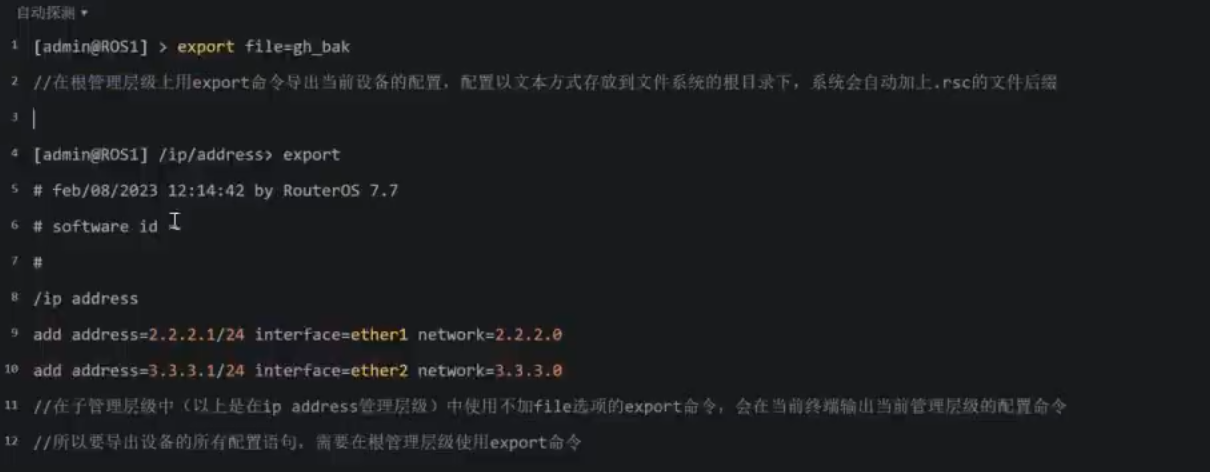 自动探测
1 [admin@ROS1] > export file=gh_bak
2 //在根管理层级上用export命令导出当前设备的配置，配置以文本方式存放到文件系统的根目录下，系统会自动加上.rsc的文件后缀
3
4 [admin@ROS1] /ip/address> export
5 # feb/08/2023 12:14:42 by RouterOS 7.7
6 # software id
7 #
8 /ip address
9 add address=2.2.2.1/24 interface=ether1 network=2.2.2.0
10 add address=3.3.3.1/24 interface=ether2 network=3.3.3.0
11 //在子管理层级中（以上是在ip address管理层级）中使用不加file选项的export命令，会在当前终端输出当前管理层级的配置命令
12 //所以要导出设备的所有配置语句，需要在根管理层级使用export命令